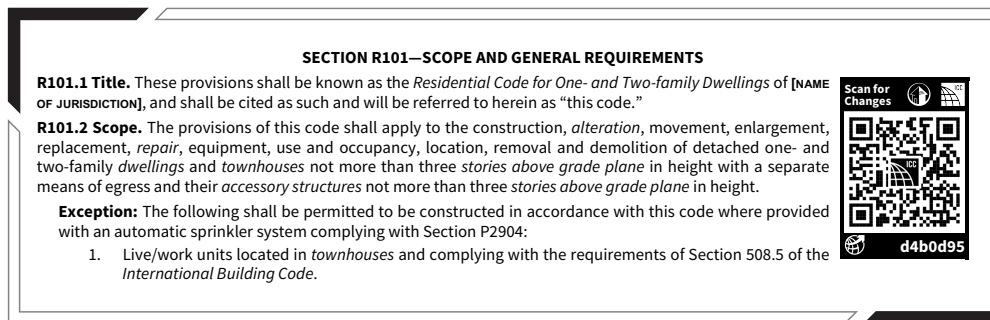 SECTION R101—SCOPE AND GENERAL REQUIREMENTS
R101.1 Title. These provisions shall be known as the Residential Code for One- and Two-family Dwellings of [NAME
OF JURISDICTION], and shall be cited as such and will be referred to herein as “this code.”
R101.2 Scope. The provisions of this code shall apply to the construction, alteration, movement, enlargement,
replacement, repair, equipment, use and occupancy, location, removal and demolition of detached one- and
two-family dwellings and townhouses not more than three stories above grade plane in height with a separate
means of egress and their accessory structures not more than three stories above grade plane in height.
Exception: The following shall be permitted to be constructed in accordance with this code where provided
with an automatic sprinkler system complying with Section P2904:
1. Live/work units located in townhouses and complying with the requirements of Section 508.5 of the
International Building Code.
Scan for
Changes
ICC
ICC
d4b0d95